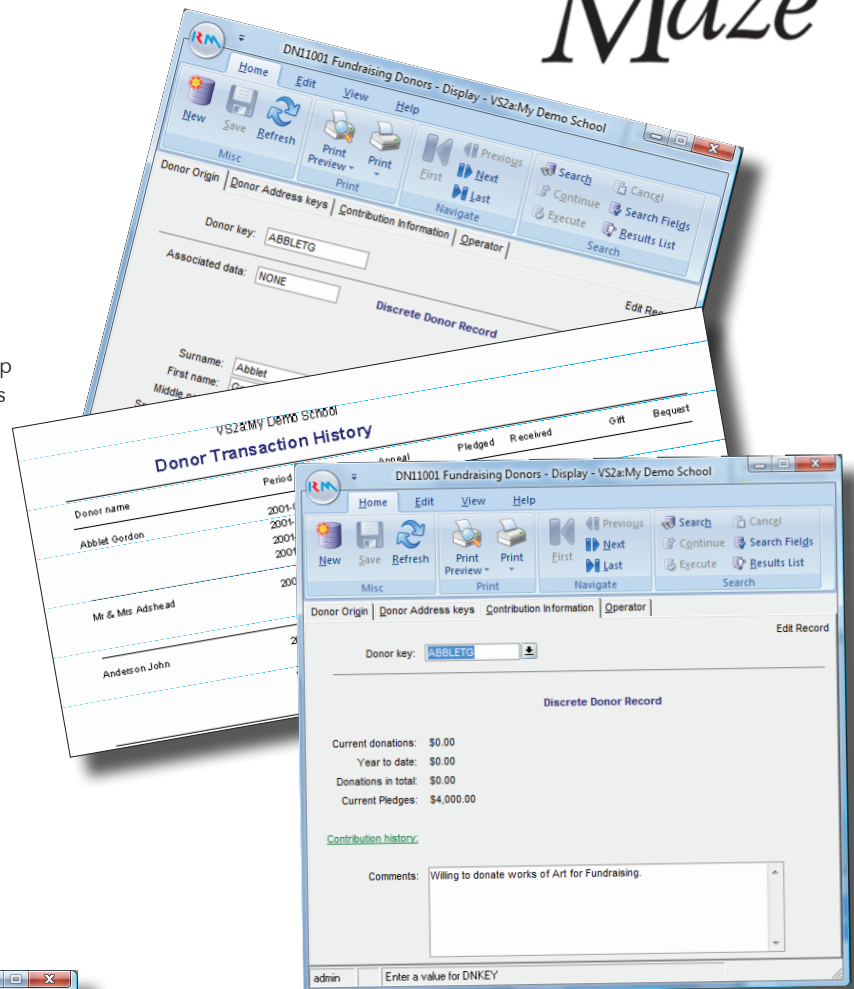 Maze
RM
DN11001 Fundraising Donors - Display - VS2a:My Demo School
Home Edit View Help
New Save Refresh
Print Preview Print
First Previous Next Last
Search Continue Execute
Cancel Search Fields Results List
Misc Print Navigate Search
Donor Origin Donor Address keys Contribution Information Operator
Donor key: ABBLETG
Associated data: NONE
Discrete Donor Record
Edit
Surname: Abblet
First name:
Middle
VS2a:My Demo School
Donor Transaction History
Donor name Period Appeal Pledged Received Gift Bequest
Abblet Gordon
Mr & Mrs Adshead
Anderson John
RM
DN11001 Fundraising Donors - Display - VS2a:My Demo School
Home Edit View Help
New Save Refresh
Print Preview Print
First Previous Next Last
Search Continue Execute
Cancel Search Fields Results List
Misc Print Navigate Search
Donor Origin Donor Address keys Contribution Information Operator
Edit Record
Donor key: ABBLETG
Discrete Donor Record
Current donations: $0.00
Year to date: $0.00
Donations in total: $0.00
Current Pledges: $4,000.00
Contribution history:
Comments: Willing to donate works of Art for Fundraising.
admin Enter a value for DNKEY